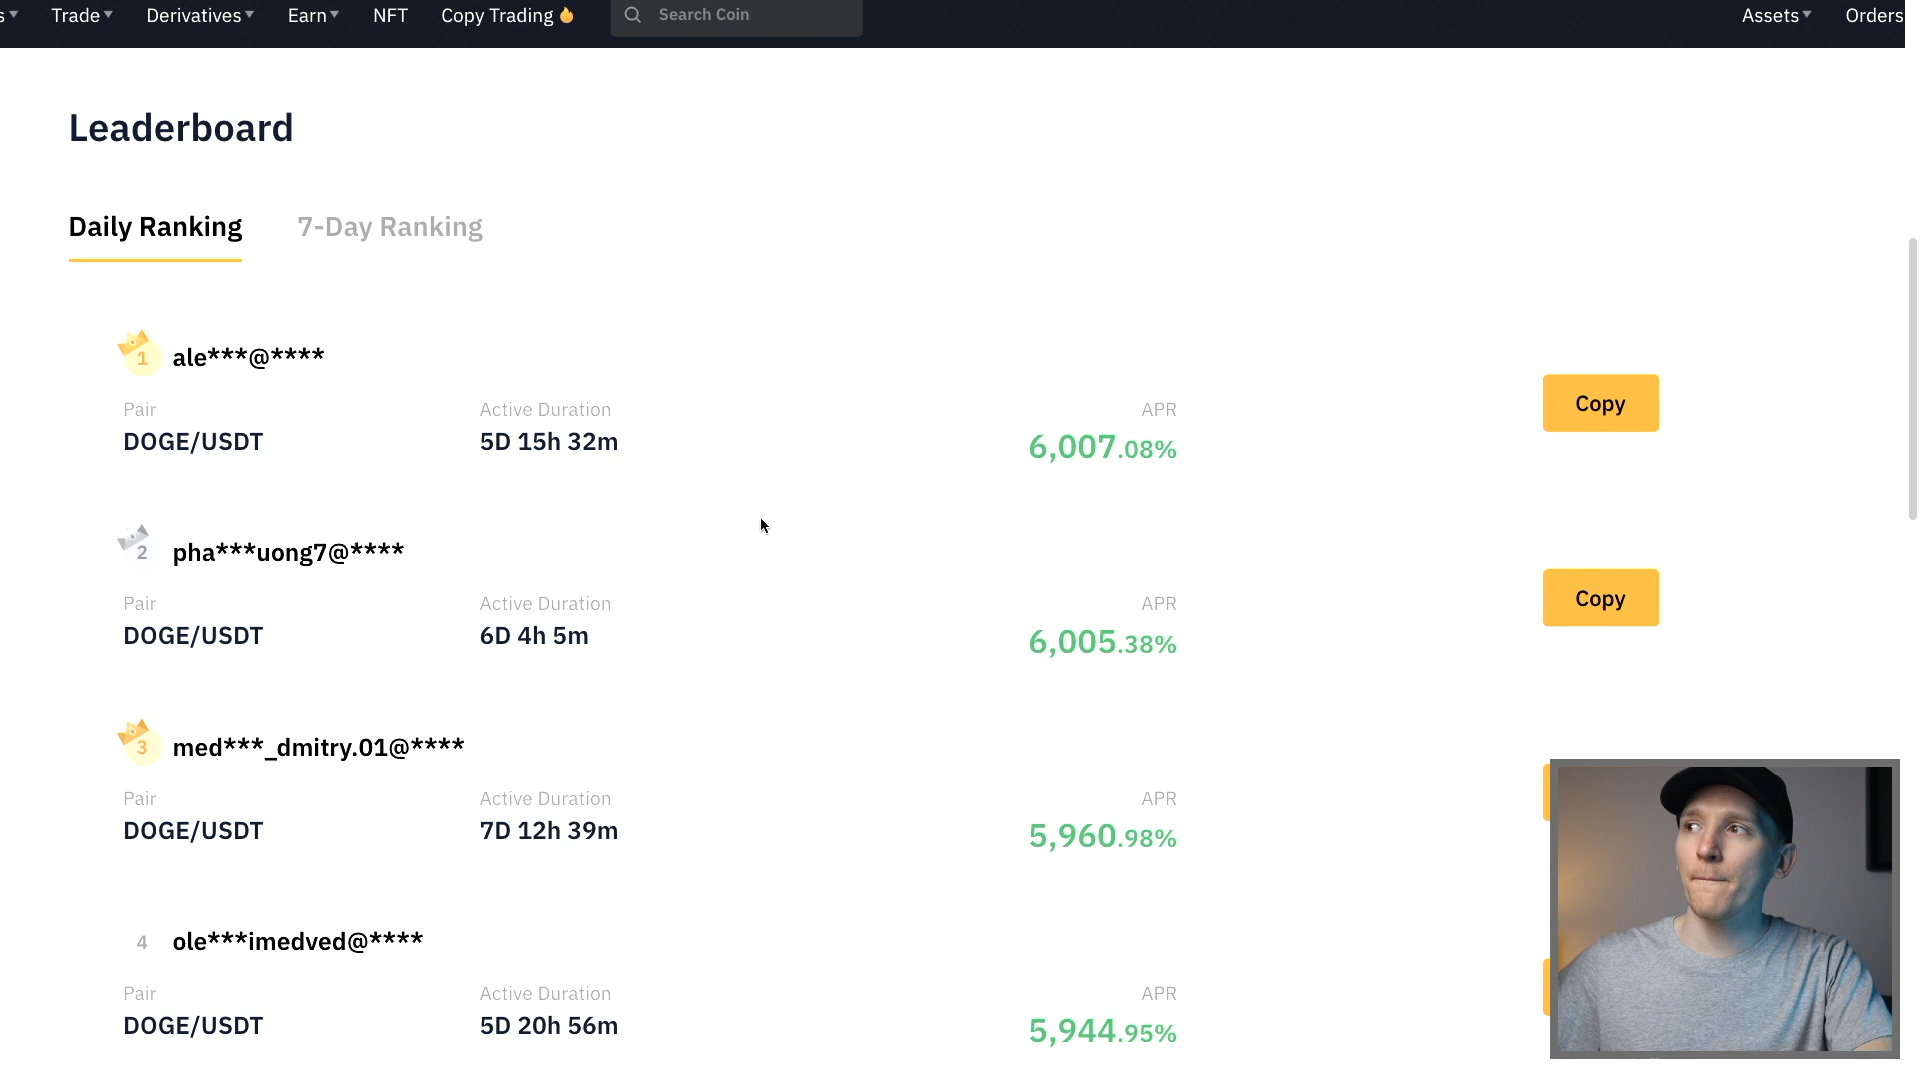 Trade Derivatives Earn NFT Copy Trading Search Coin Assets Orders
Leaderboard
Daily Ranking 7-Day Ranking
1 ale***@****
Pair Active Duration APR
DOGE/USDT 5D 15h 32m 6,007.08%
Copy
2 pha***uong7@****
Pair Active Duration APR
DOGE/USDT 6D 4h 5m 6,005.38%
Copy
3 med***_dmitry.01@****
Pair Active Duration APR
DOGE/USDT 7D 12h 39m 5,960.98%
4 ole***imedved@****
Pair Active Duration APR
DOGE/USDT 5D 20h 56m 5,944.95%